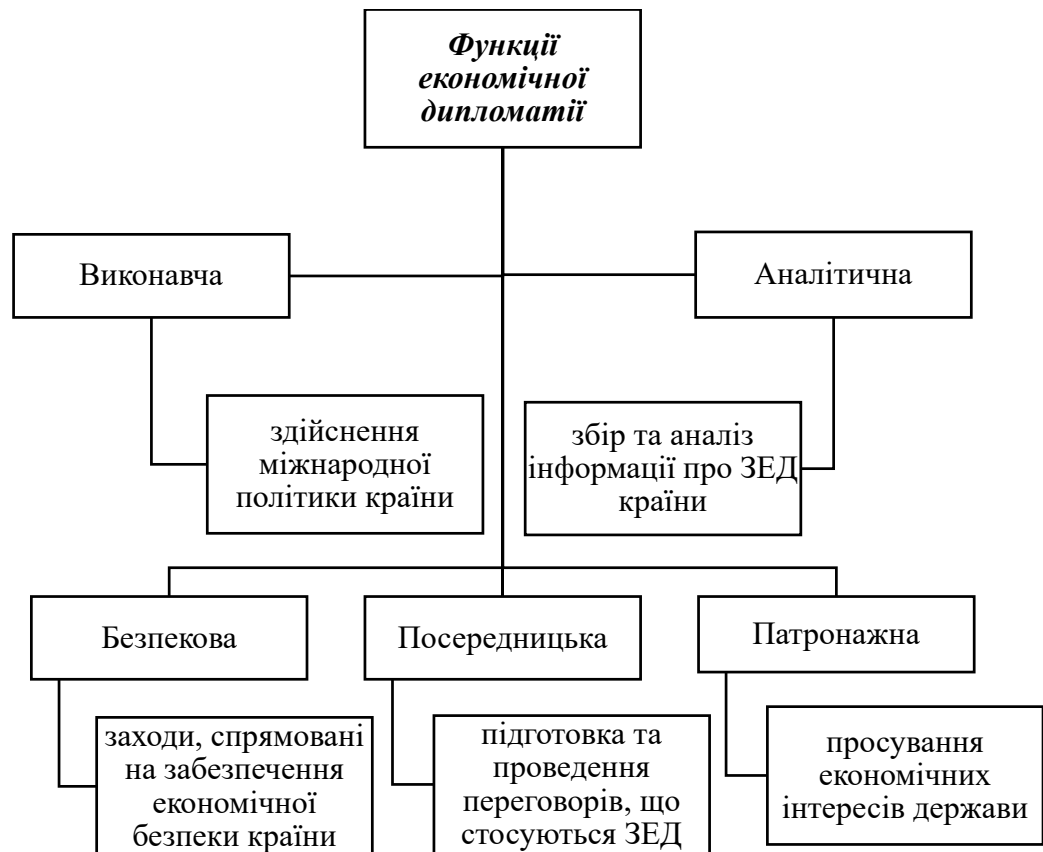 Функції
економічної
дипломатії
Виконавча
Аналітична
здійснення
міжнародної
політики країни
збір та аналіз
інформації про ЗЕД
країни
Безпекова
Посередницька
Патронажна
заходи, спрямовані
на забезпечення
економічної
безпеки країни
підготовка та
проведення
переговорів, що
стосуються ЗЕД
просування
економічних
інтересів держави